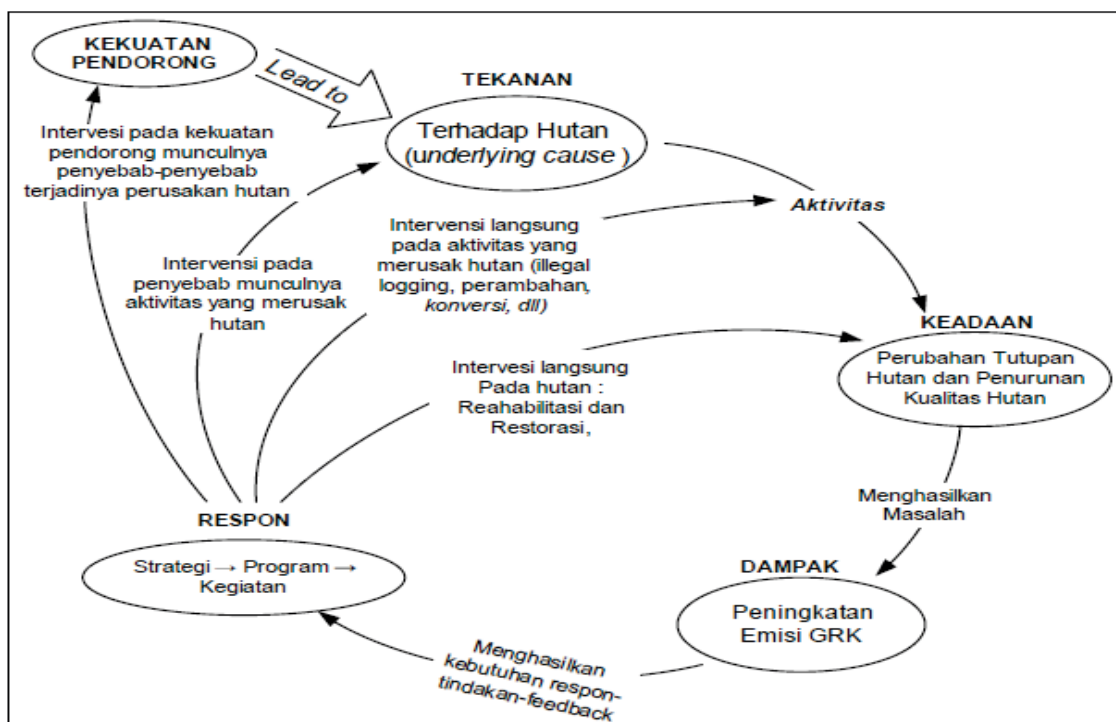 KEKUATAN
PENDORONG
Lead to
TEKANAN
Terhadap Hutan
(underlying cause )
Intervesi pada kekuatan
pendorong munculnya
penyebab-penyebab
terjadinya perusakan hutan
Intervensi pada
penyebab munculnya
aktivitas yang merusak
hutan
Intervensi langsung
pada aktivitas yang
merusak hutan (illegal
logging, perambahan,
konversi, dll)
Aktivitas
Intervesi langsung
Pada hutan :
Reahabilitasi dan
Restorasi,
KEADAAN
Perubahan Tutupan
Hutan dan Penurunan
Kualitas Hutan
Menghasilkan
Masalah
RESPON
Strategi → Program →
Kegiatan
DAMPAK
Peningkatan
Emisi GRK
Menghasilkan
kebutuhan respon-
tindakan-feedback